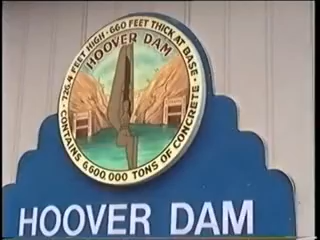 726.4 FEET HIGH - 660 FEET THICK AT BASE -
HOOVER DAM
CONTAINS 6,600,000 TONS OF CONCRETE
HOOVER DAM